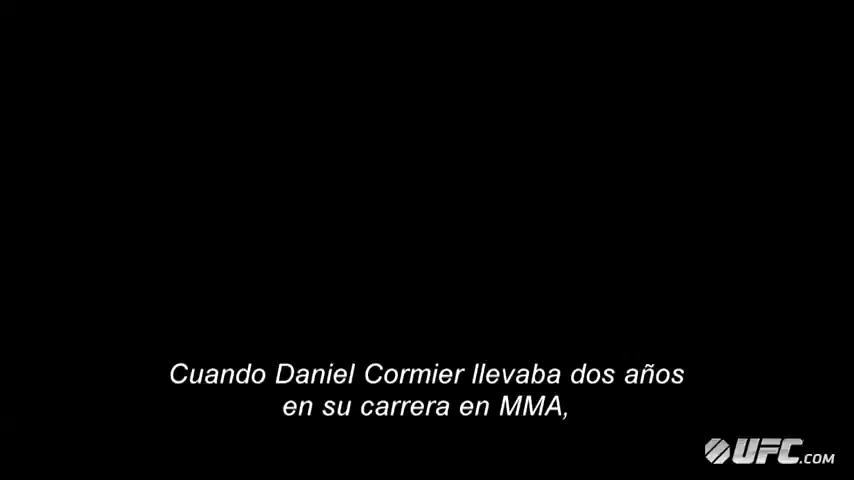 Cuando Daniel Cormier llevaba dos años
en su carrera en MMA,
UFC.COM